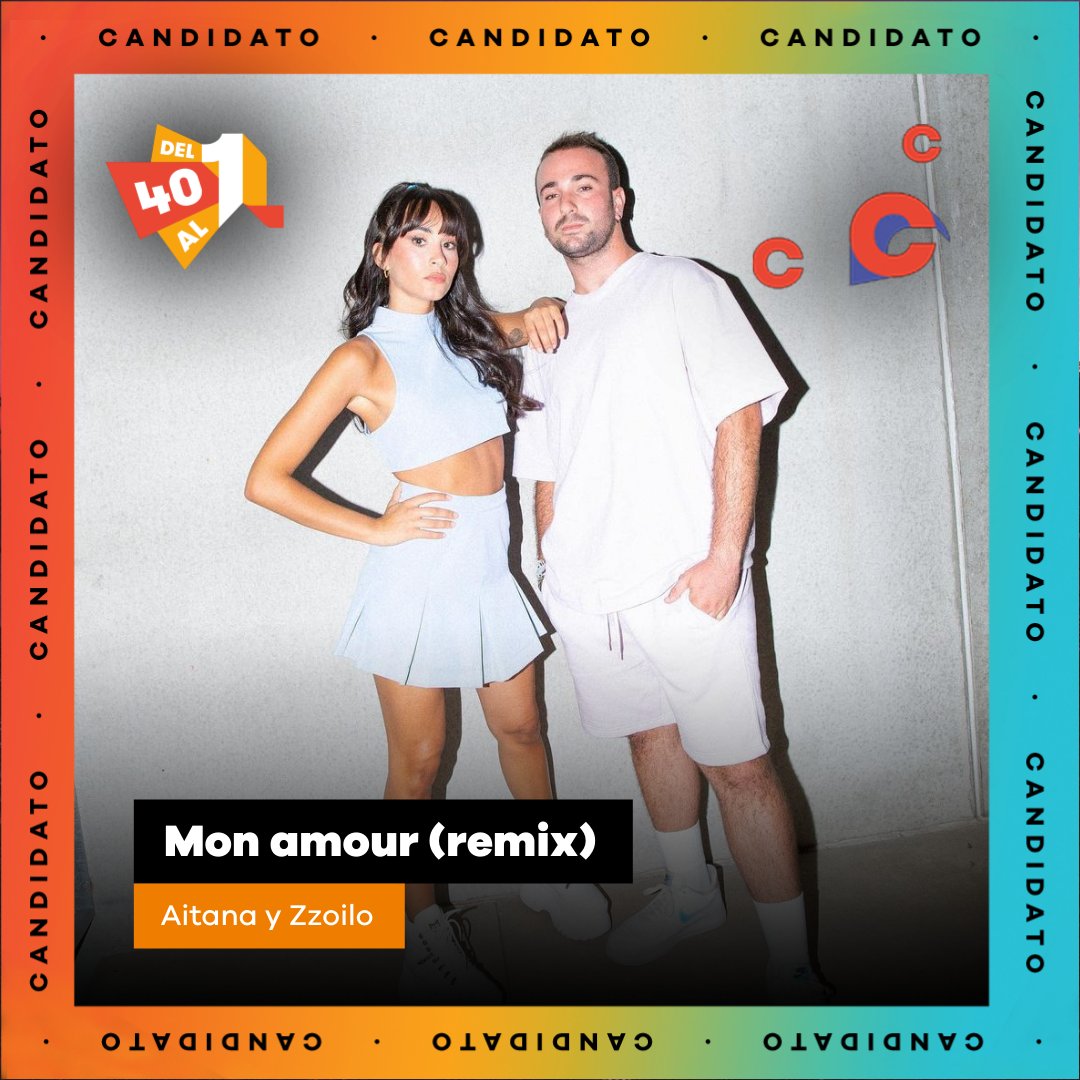 · CANDIDATO · CANDIDATO · CANDIDATO ·
DEL
40
AL
1
C
C
C
CANDIDATO · CANDIDATO · CANDIDATO
CANDIDATO · CANDIDATO · CANDIDATO
Mon amour (remix)
Aitana y Zzoilo
· CANDIDATO · CANDIDATO · CANDIDATO ·